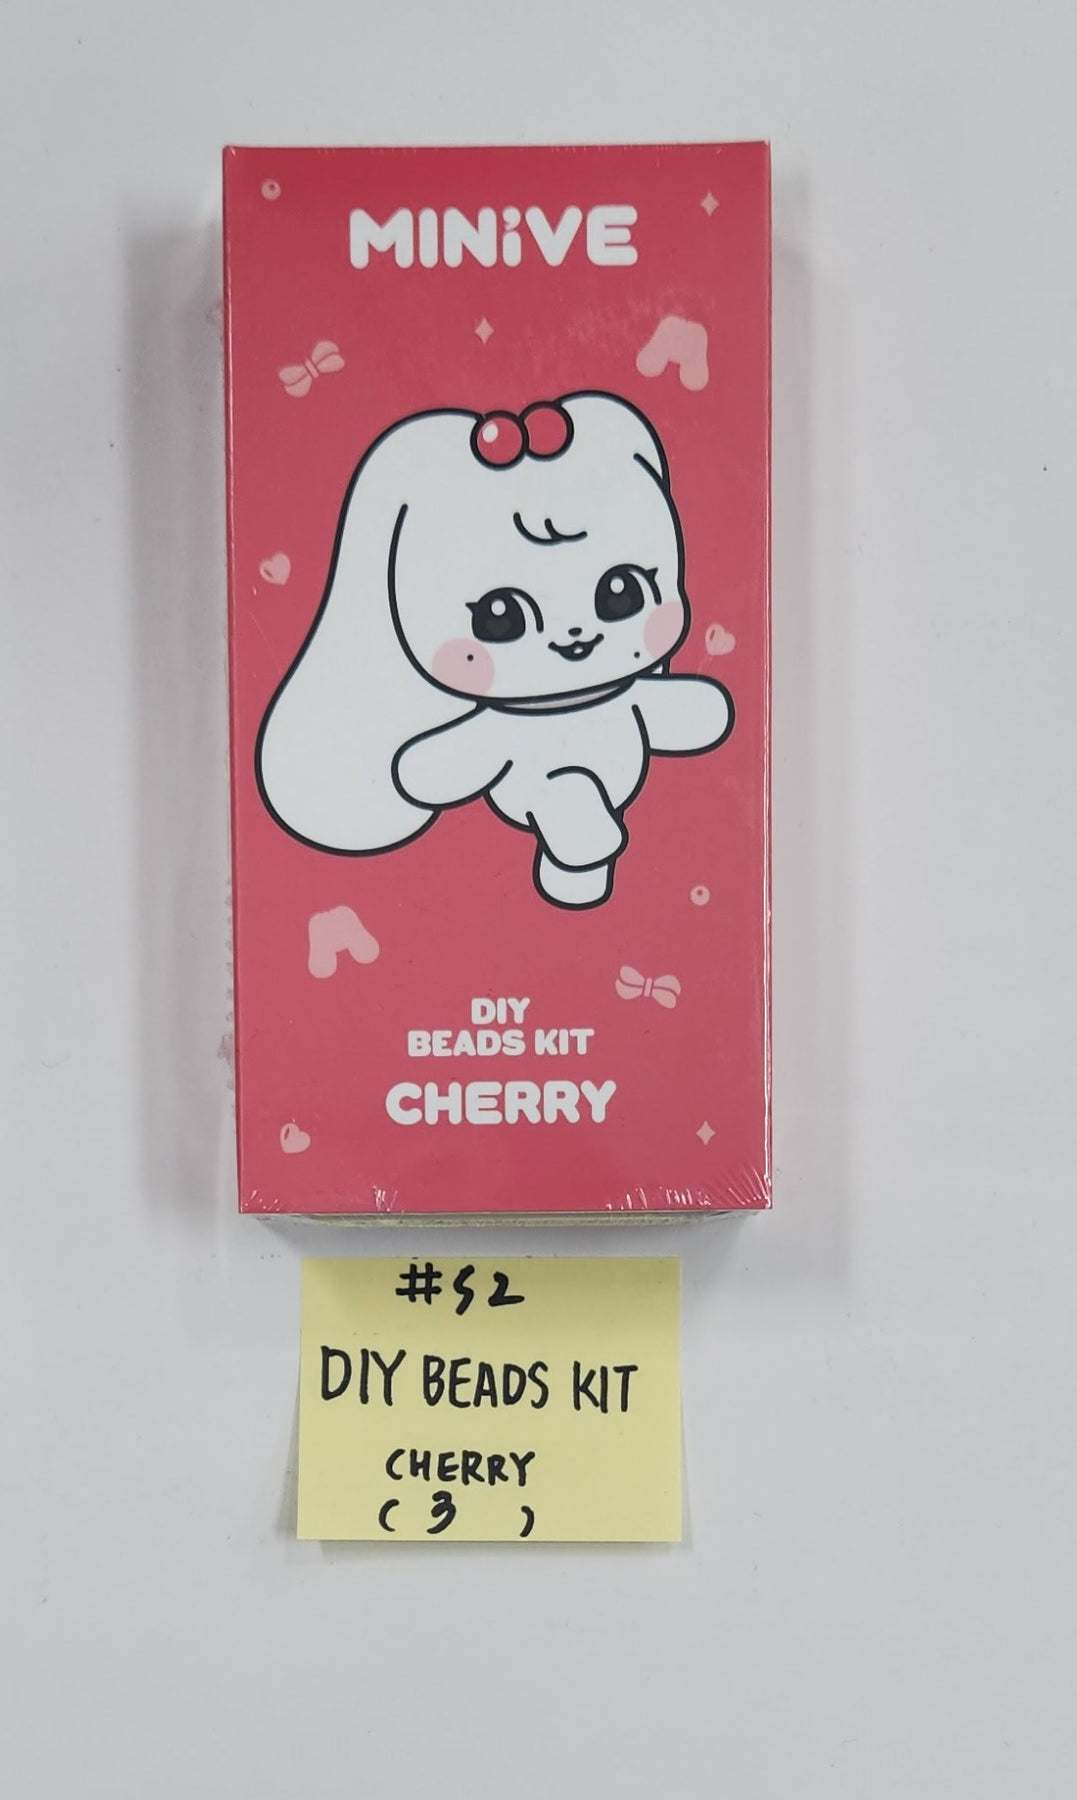 MINiVE
DIY
BEADS KIT
CHERRY
#52
DIY BEADS KIT
CHERRY
( 3 )